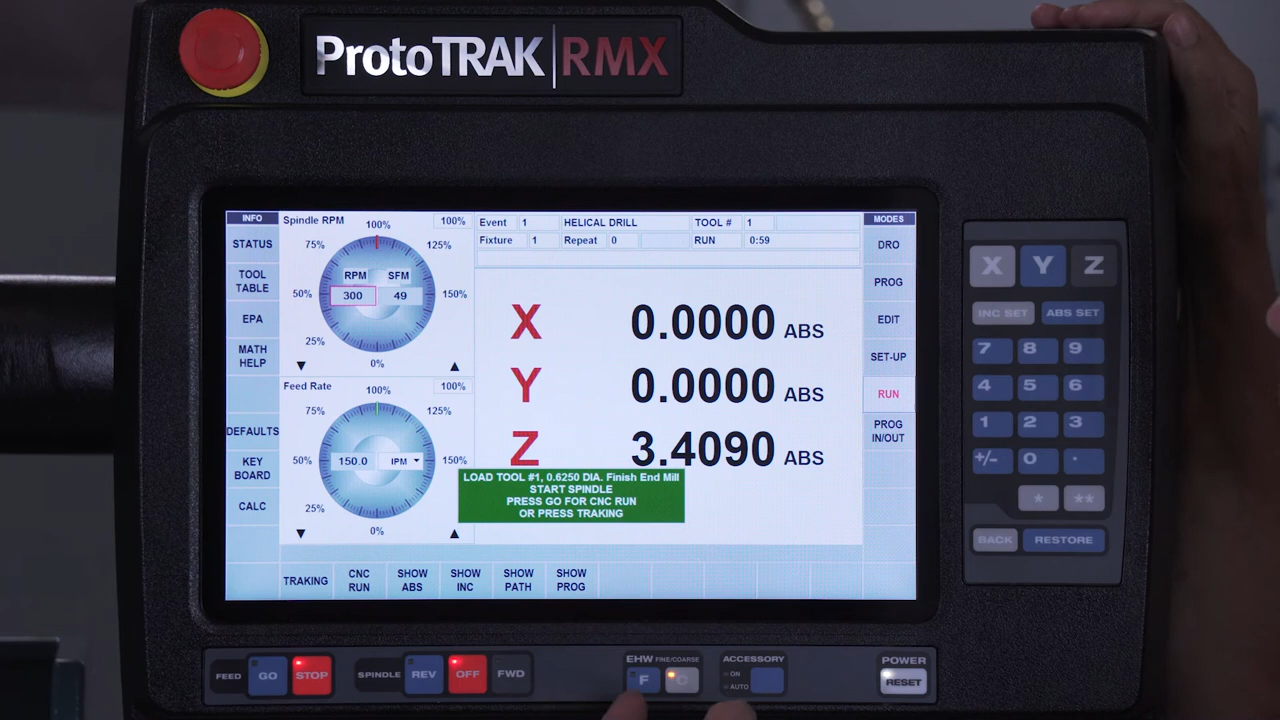 ProtoTRAK RMX
INFO
STATUS
TOOL
TABLE
EPA
MATH
HELP
DEFAULTS
KEY
BOARD
CALC
Spindle RPM 100%
100%
75% 125%
RPM SFM
50% 300 49 150%
25%
0%
Feed Rate 100%
100%
75% 125%
50% 150.0 IPM 150%
25%
0%
Event 1 HELICAL DRILL TOOL # 1
Fixture 1 Repeat 0 RUN 0:59
X 0.0000 ABS
Y 0.0000 ABS
Z 3.4090 ABS
LOAD TOOL #1, 0.6250 DIA. Finish End Mill
START SPINDLE
PRESS GO FOR CNC RUN
OR PRESS TRAKING
MODES
DRO
PROG
EDIT
SET-UP
RUN
PROG
IN/OUT
TRAKING
CNC
RUN
SHOW
ABS
SHOW
INC
SHOW
PATH
SHOW
PROG
X Y Z
INC SET ABS SET
7 8 9
4 5 6
1 2 3
+/- 0 .
* **
BACK RESTORE
FEED GO STOP
SPINDLE REV OFF FWD
EHW FINE/COARSE
F C
ACCESSORY
ON
AUTO
POWER
RESET